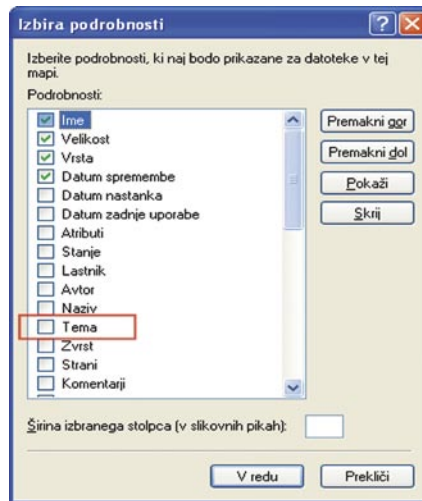 Izbira podrobnosti
Izberite podrobnosti, ki naj bodo prikazane za datoteke v tej
mapi.
Podrobnosti:
Ime
Velikost
Vrsta
Datum spremembe
Datum nastanka
Datum zadnje uporabe
Atributi
Stanje
Lastnik
Avtor
Naziv
Tema
Zvrst
Strani
Komentarji
Premakni gor
Premakni dol
Pokaži
Skrij
Širina izbranega stolpca (v slikovnih pikah):
V redu
Prekliči